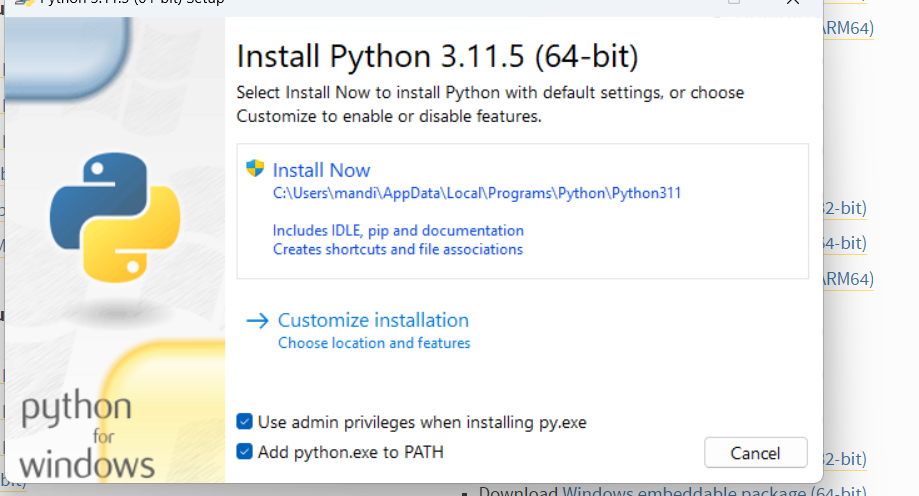 Python 3.11.5 (64-bit) Setup
Install Python 3.11.5 (64-bit)
Select Install Now to install Python with default settings, or choose
Customize to enable or disable features.
Install Now
C:\Users\mandi\AppData\Local\Programs\Python\Python311
Includes IDLE, pip and documentation
Creates shortcuts and file associations
Customize installation
Choose location and features
Use admin privileges when installing py.exe
Add python.exe to PATH
Cancel
python
for
windows
ARM64)
32-bit)
64-bit)
ARM64)
32-bit)
Download Windows embeddable package (64-bit)